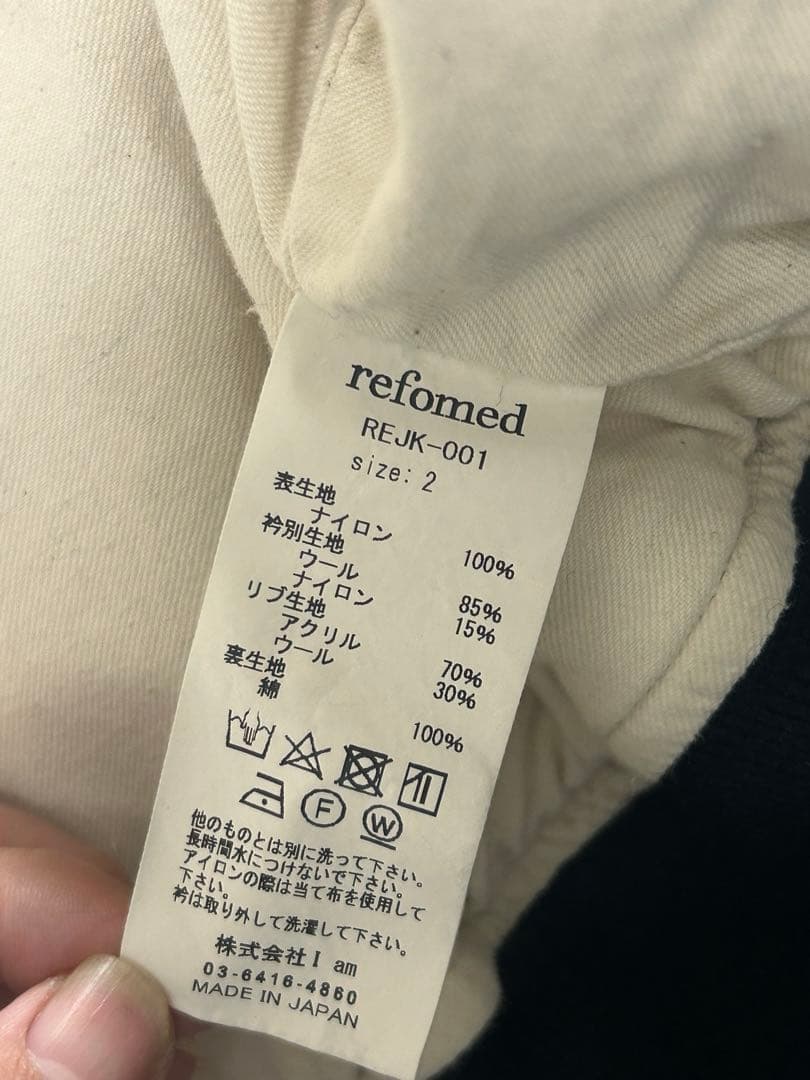 refomed
REJK-001
size: 2
表生地
ナイロン 100%
衿別生地
ウール 85%
ナイロン 15%
リブ生地
アクリル 70%
ウール 30%
裏生地
綿 100%
F W
他のものとは別に洗って下さい。
長時間水につけないで下さい。
アイロンの際は当て布を使用して
下さい。
衿は取り外して洗濯して下さい。
株式会社I am
03-6416-4860
MADE IN JAPAN